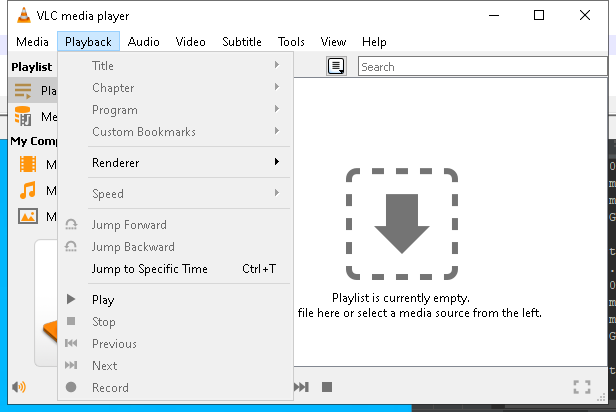 VLC media player
Media Playback Audio Video Subtitle Tools View Help
Playlist
Search
Title
Chapter
Program
Custom Bookmarks
Renderer
Speed
Jump Forward
Jump Backward
Jump to Specific Time Ctrl+T
Play
Stop
Previous
Next
Record
Pla
Me
My Comp
M
M
M
Playlist is currently empty.
file here or select a media source from the left.